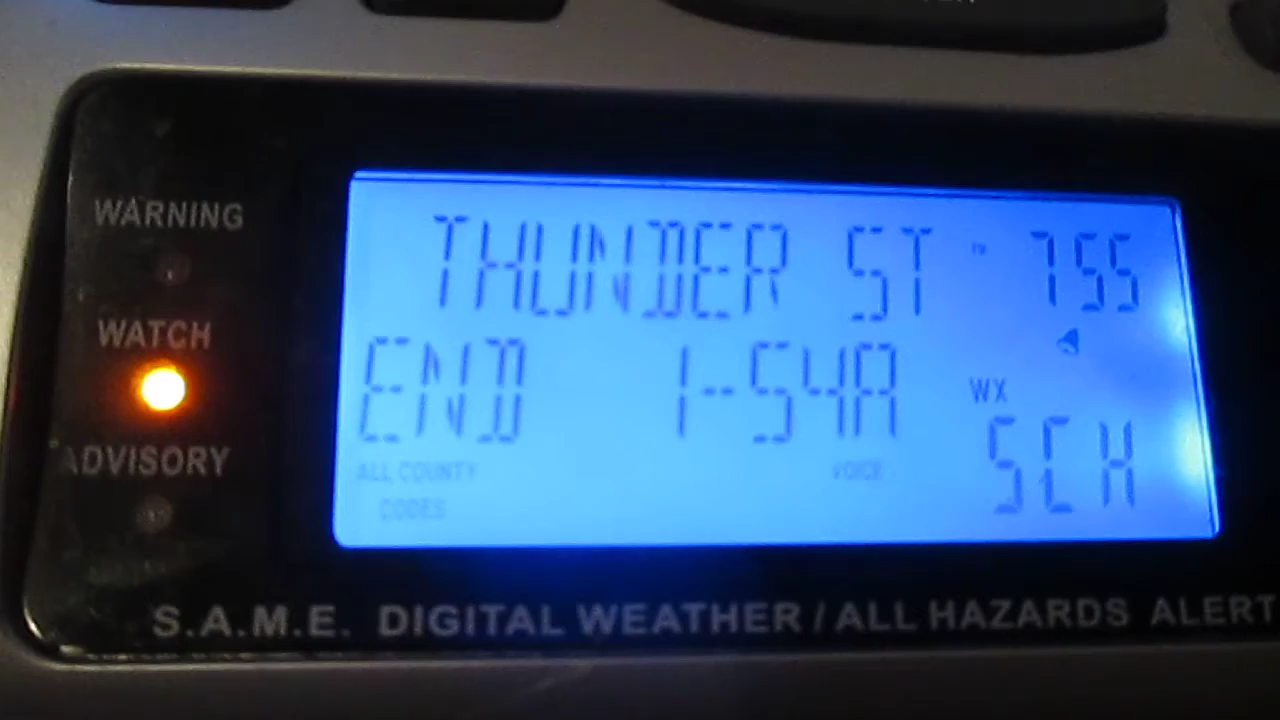 WARNING
WATCH
ADVISORY
THUNDER ST 755
END 1-54A
WX
SCH
ALL COUNTY
CODES
VOICE
S.A.M.E. DIGITAL WEATHER / ALL HAZARDS ALERT